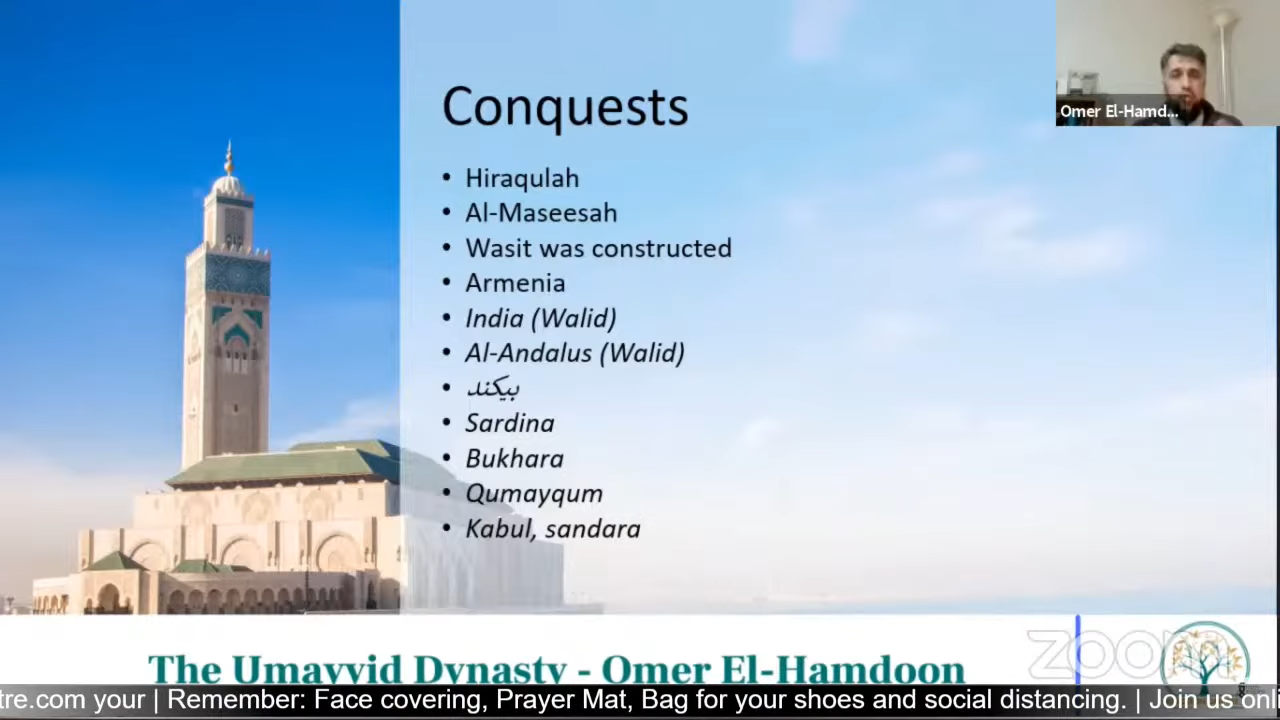 Conquests
Omer El-Hamd...
• Hiraqulah
• Al-Maseesah
• Wasit was constructed
• Armenia
• India (Walid)
• Al-Andalus (Walid)
• بيكند
• Sardina
• Bukhara
• Qumayqum
• Kabul, sandara
zoom
The Umayyid Dynasty - Omer El-Hamdoon
tre.com your | Remember: Face covering, Prayer Mat, Bag for your shoes and social distancing. | Join us onli